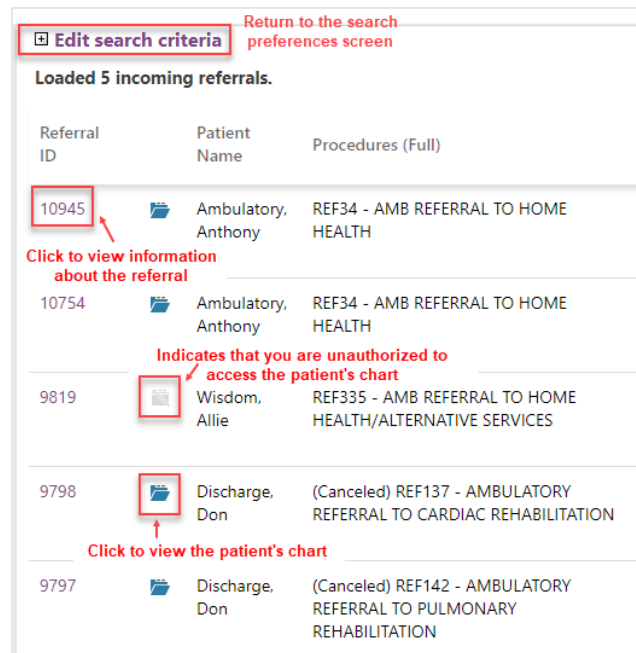 Edit search criteria
Return to the search
preferences screen
Loaded 5 incoming referrals.
Referral
ID
Patient
Name
Procedures (Full)
10945
Ambulatory,
Anthony
REF34 - AMB REFERRAL TO HOME
HEALTH
Click to view information
about the referral
10754
Ambulatory,
Anthony
REF34 - AMB REFERRAL TO HOME
HEALTH
Indicates that you are unauthorized to
access the patient's chart
9819
Wisdom,
Allie
REF335 - AMB REFERRAL TO HOME
HEALTH/ALTERNATIVE SERVICES
9798
Discharge,
Don
(Canceled) REF137 - AMBULATORY
REFERRAL TO CARDIAC REHABILITATION
Click to view the patient's chart
9797
Discharge,
Don
(Canceled) REF142 - AMBULATORY
REFERRAL TO PULMONARY
REHABILITATION